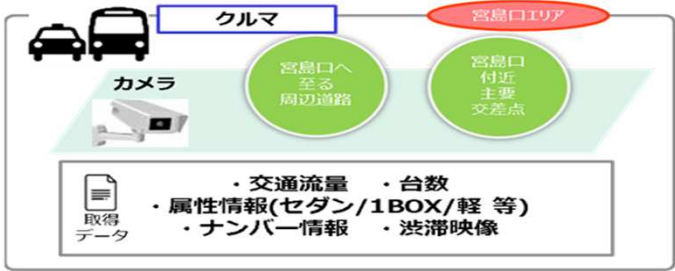 クルマ
宮島口エリア
カメラ
宮島口へ
至る
周辺道路
宮島口
付近
主要
交差点
取得
データ
・交通流量 ・台数
・属性情報(セダン/1BOX/軽 等)
・ナンバー情報 ・渋滞映像